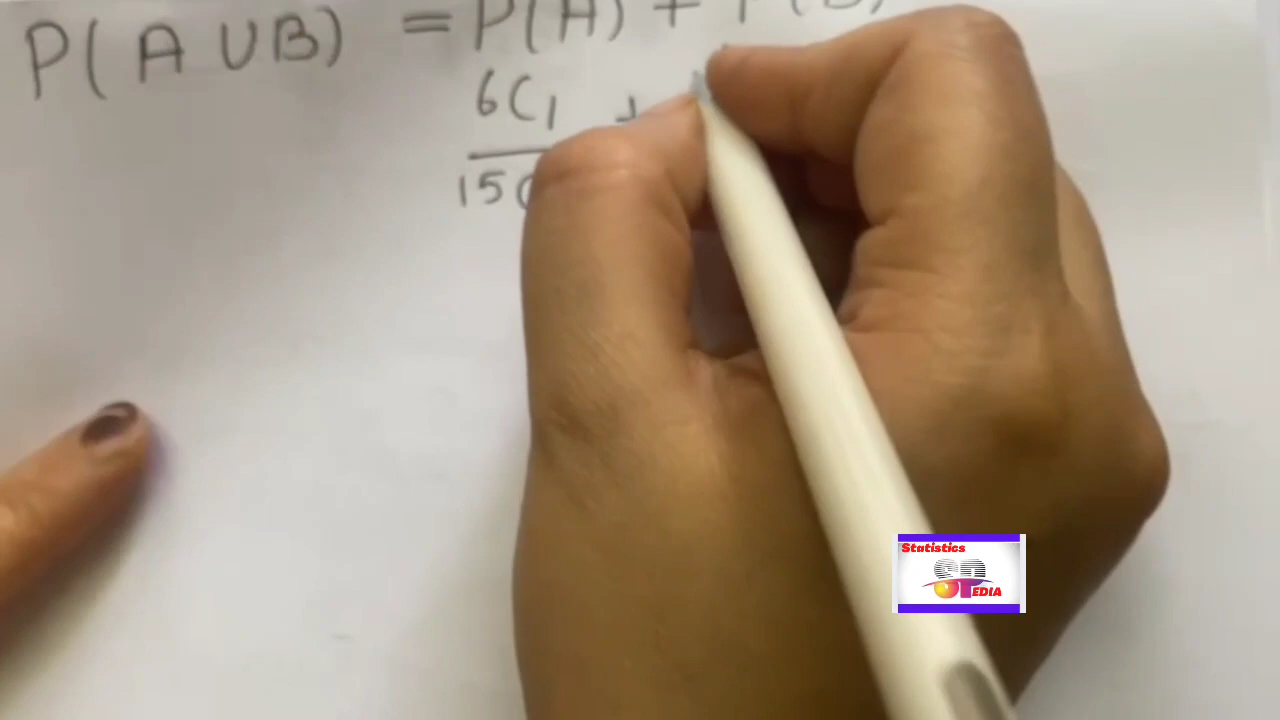 P(A∪B) = P(A) + P(B)
6C1 +
15C
Statistics
EDIA